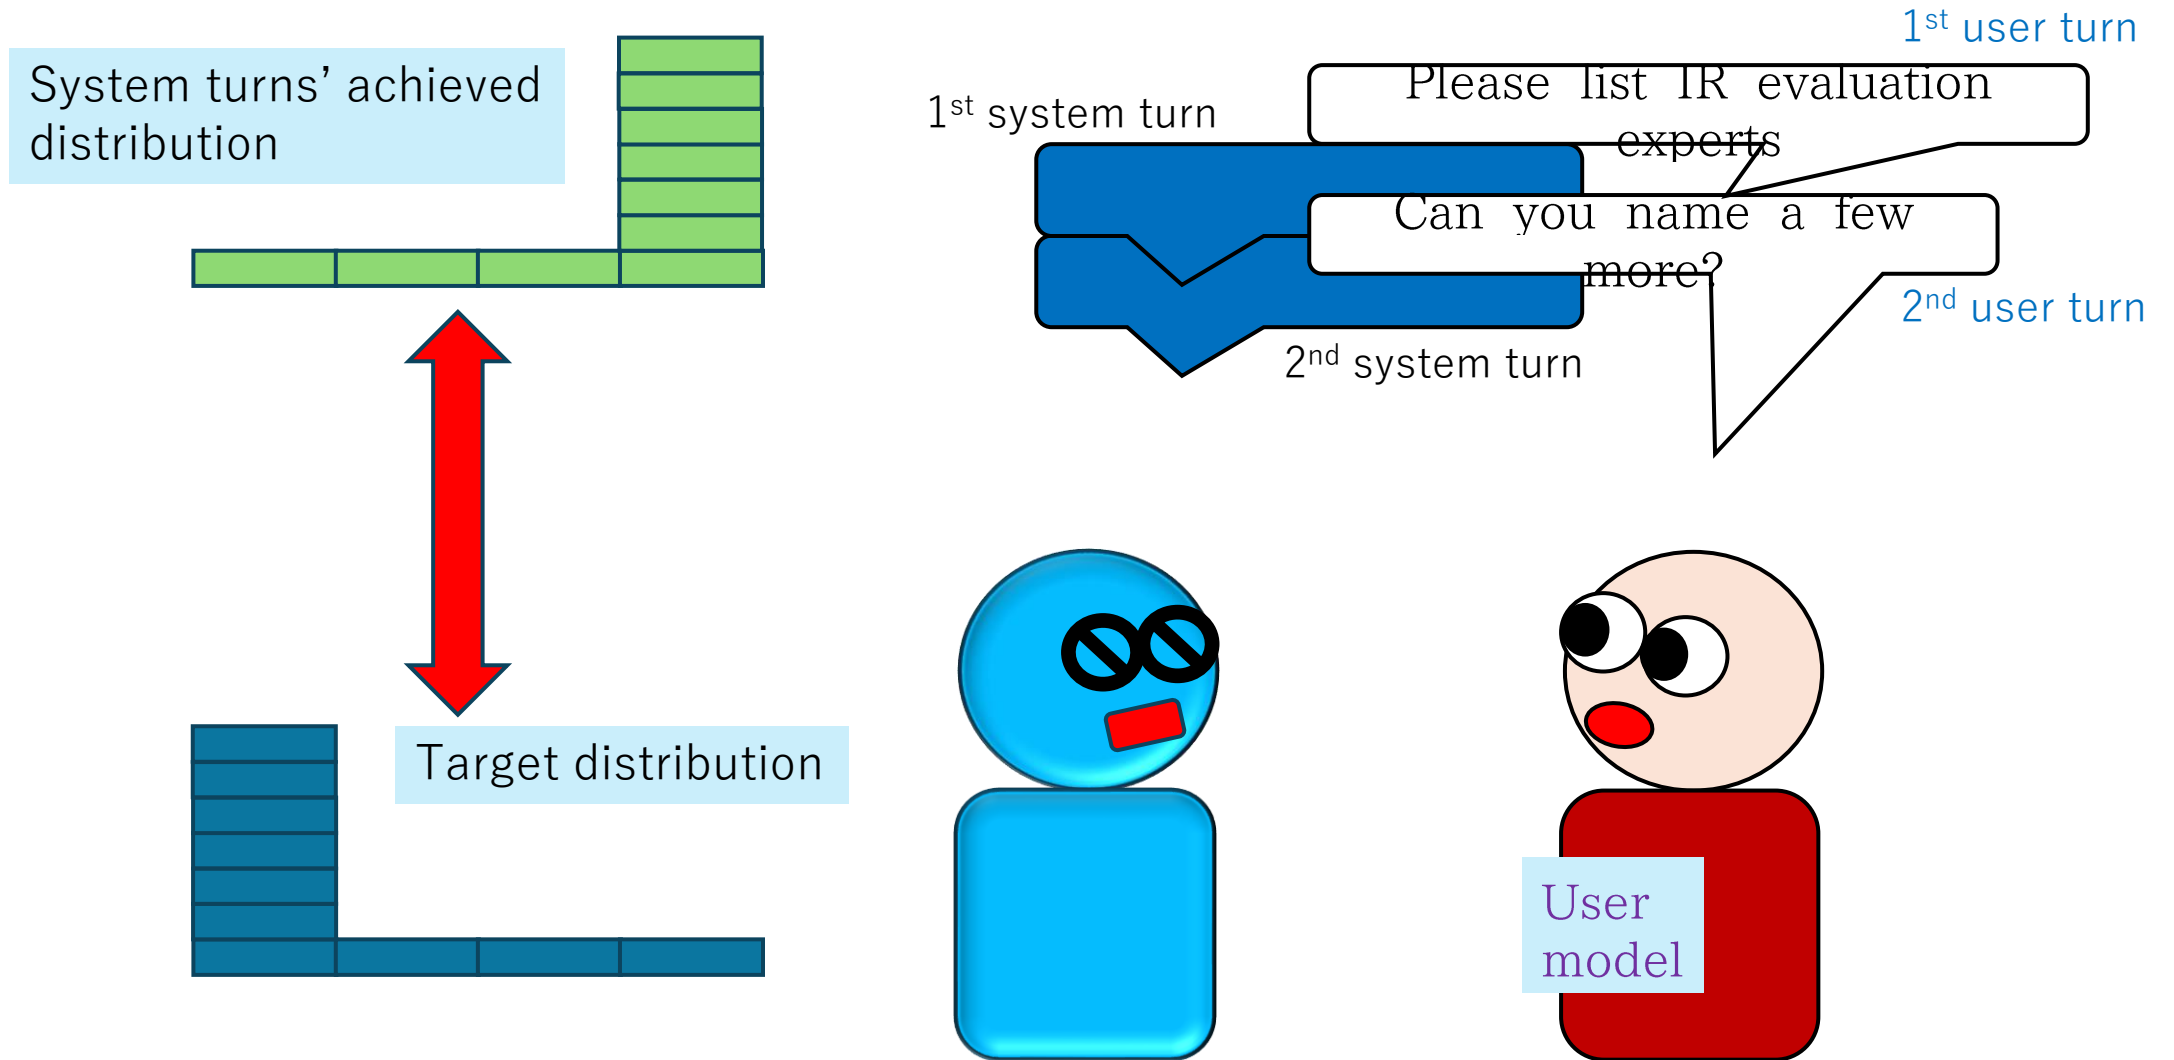 System turns’ achieved
distribution
1st user turn
1st system turn
Please list IR evaluation
experts
Can you name a few
more?
2nd user turn
2nd system turn
Target distribution
User
model